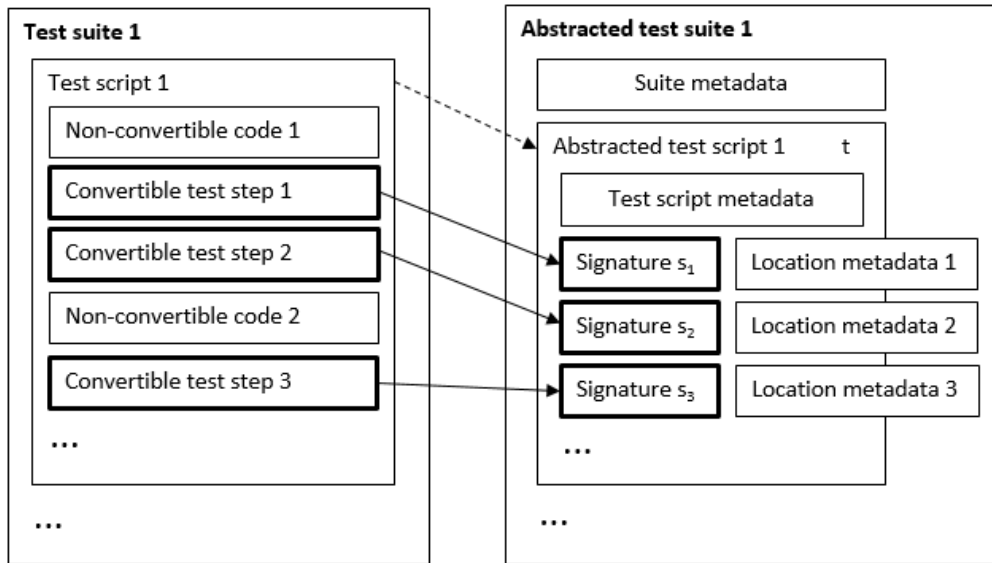 Test suite 1
Test script 1
Non-convertible code 1
Convertible test step 1
Convertible test step 2
Non-convertible code 2
Convertible test step 3
...
...
Abstracted test suite 1
Suite metadata
Abstracted test script 1 t
Test script metadata
Signature s₁ Location metadata 1
Signature s₂ Location metadata 2
Signature s₃ Location metadata 3
...
...